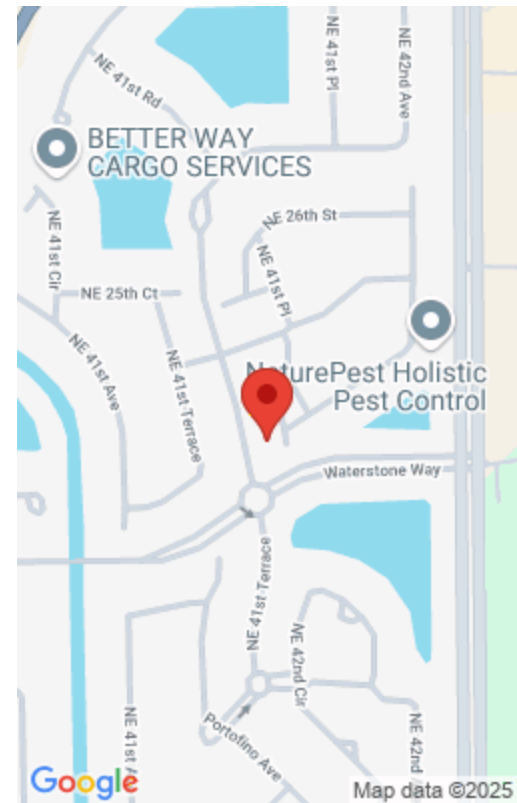 NE 41st Pl
NE 42nd Ave
NE 41st Rd
BETTER WAY
CARGO SERVICES
NE 26th St
NE 41st Cir
NE 41st Pl
NE 25th Ct
NE 41st Ave
NE 41st Terrace
NaturePest Holistic
Pest Control
Waterstone Way
NE 41st Terrace
NE 42nd Cir
NE 41st A
Portofino Ave
NE 42nd
Google
Map data ©2025